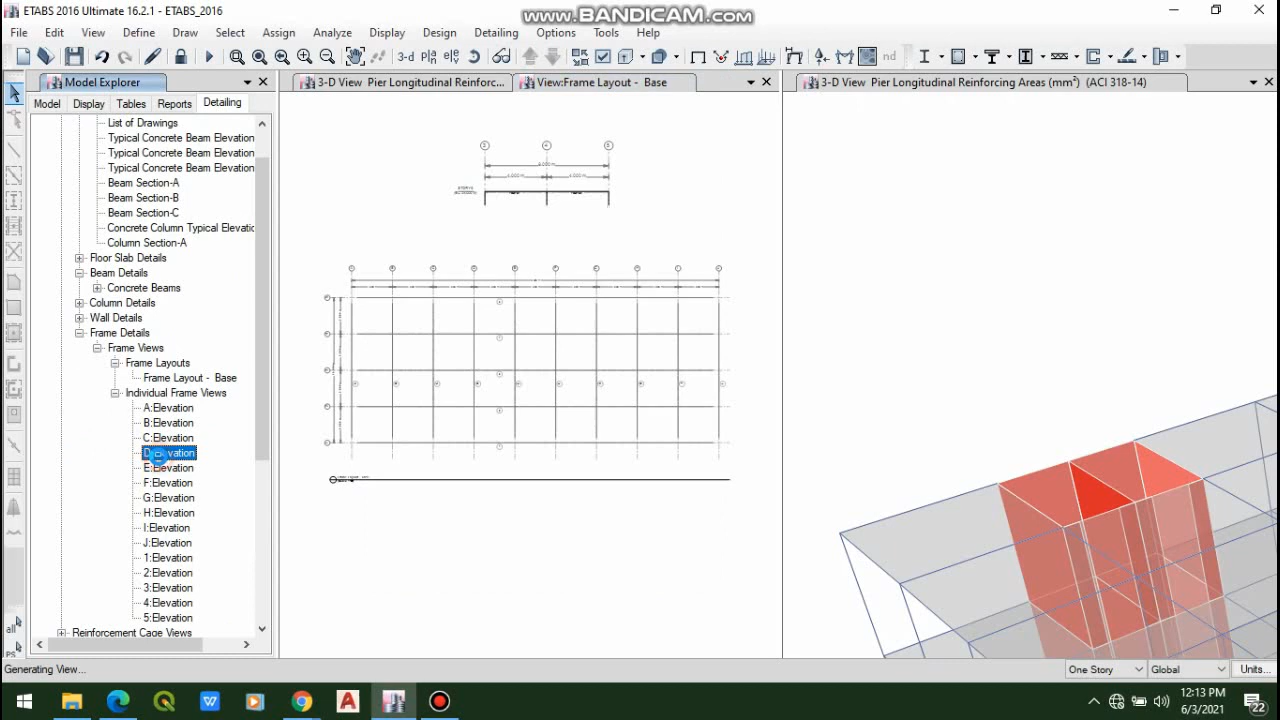 ETABS 2016 Ultimate 16.2.1 - ETABS_2016
www.BANDICAM.com
File Edit View Define Draw Select Assign Analyze Display Design Detailing Options Tools Help
3-d nd
Model Explorer
3-D View Pier Longitudinal Reinforc...
View:Frame Layout - Base
3-D View Pier Longitudinal Reinforcing Areas (mm²) (ACI 318-14)
Model Display Tables Reports Detailing
List of Drawings
Typical Concrete Beam Elevation
Typical Concrete Beam Elevation
Typical Concrete Beam Elevation
Beam Section-A
Beam Section-B
Beam Section-C
Concrete Column Typical Elevatic
Column Section-A
Floor Slab Details
Beam Details
Concrete Beams
Column Details
Wall Details
Frame Details
Frame Views
Frame Layouts
Frame Layout - Base
Individual Frame Views
A:Elevation
B:Elevation
C:Elevation
D:Elevation
E:Elevation
F:Elevation
G:Elevation
H:Elevation
I:Elevation
J:Elevation
1:Elevation
2:Elevation
3:Elevation
4:Elevation
5:Elevation
Reinforcement Cage Views
all
ps
Generating View...
One Story
Global
Units...
12:13 PM
6/3/2021
22